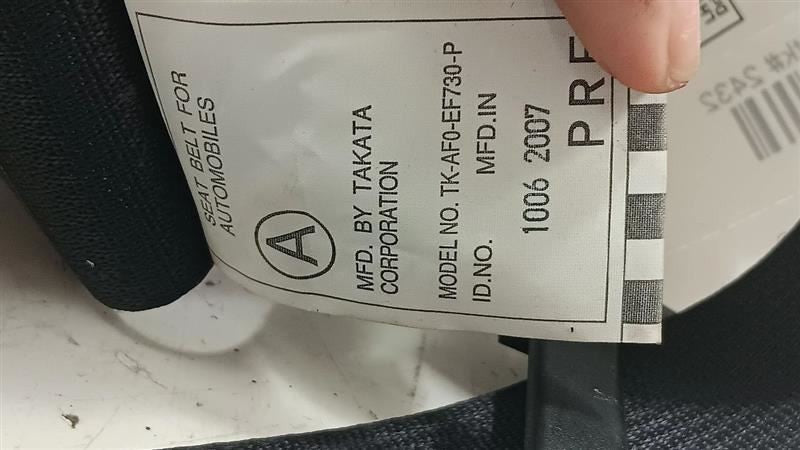 SEAT BELT FOR
AUTOMOBILES
A
MFD. BY TAKATA
CORPORATION
MODEL NO. TK-AF0-EF730-P
ID.NO. MFD.IN
1006 2007
PRE
tk# 2432